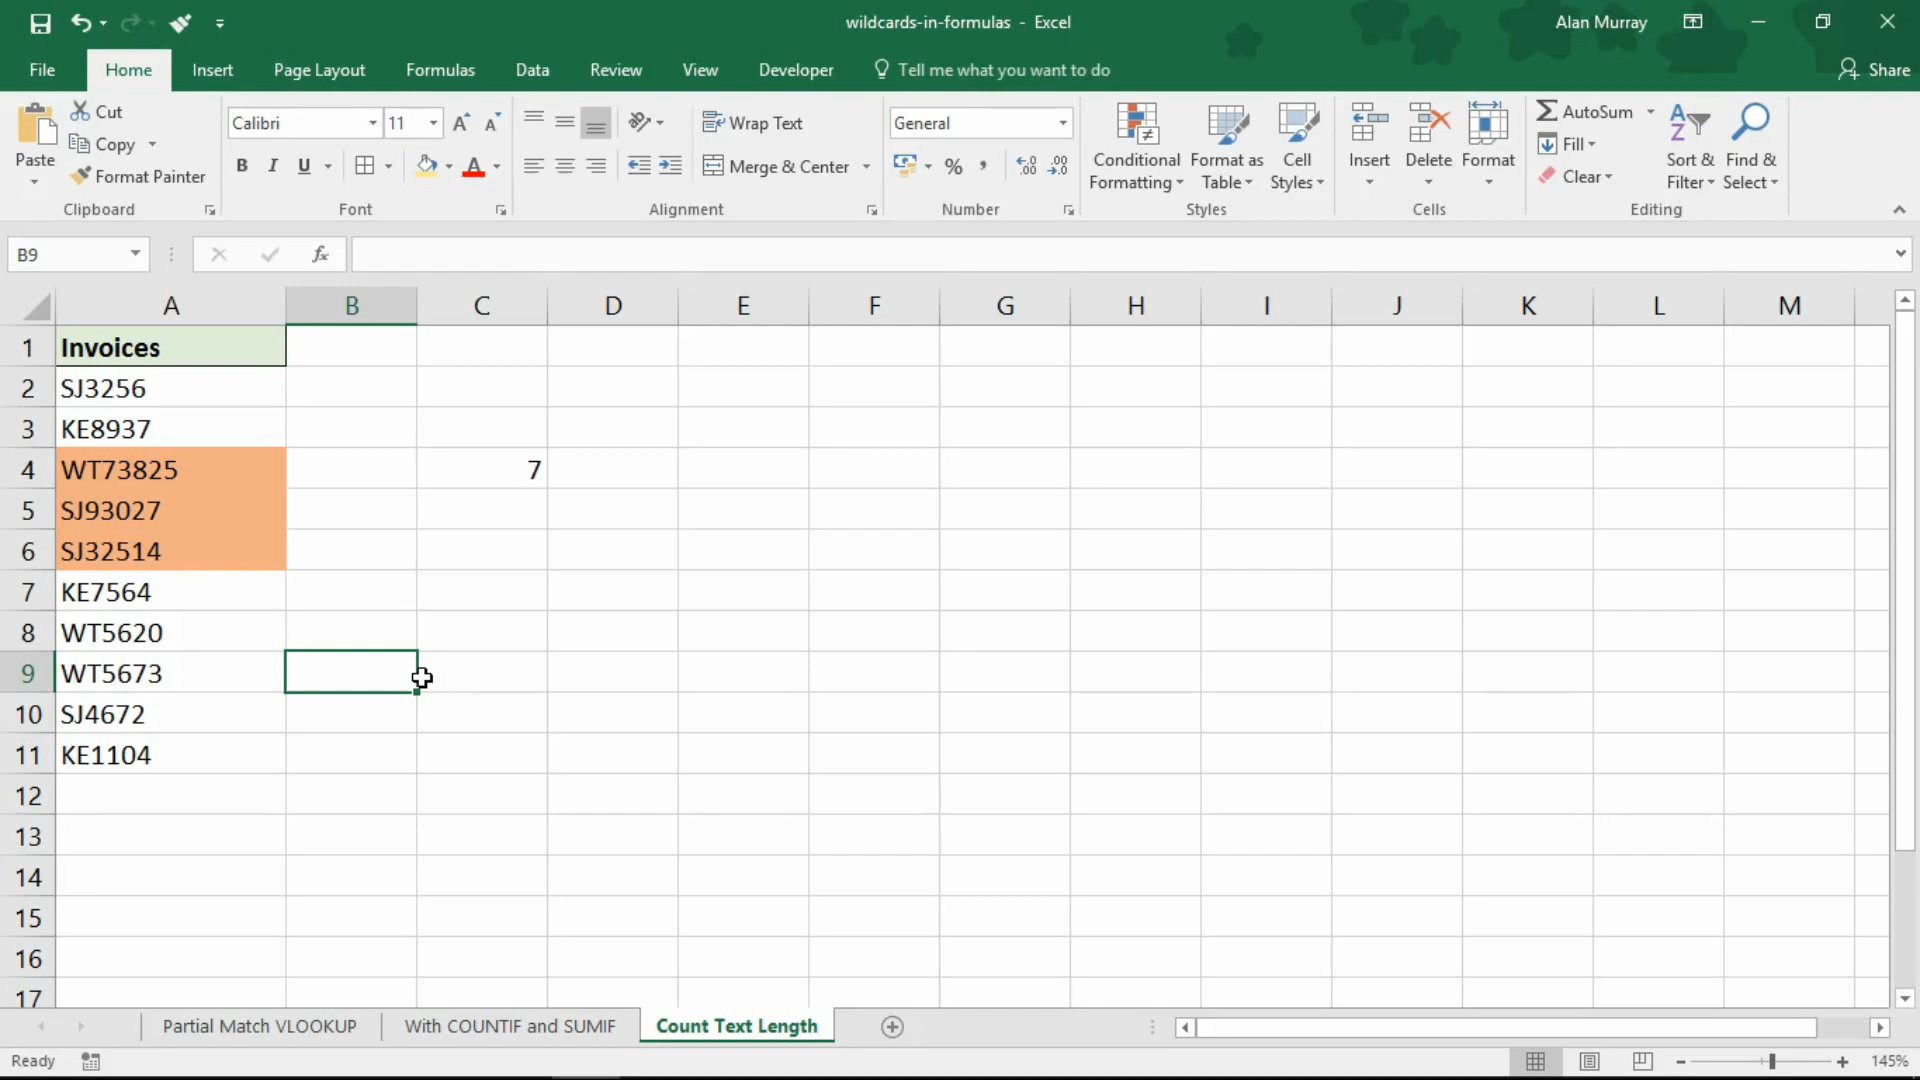 wildcards-in-formulas - Excel
Alan Murray
File Home Insert Page Layout Formulas Data Review View Developer Tell me what you want to do Share
Paste
Cut
Copy
Format Painter
Clipboard
Calibri 11
B I U A
Font
Wrap Text
Merge & Center
Alignment
General
% ,
Number
Conditional Formatting
Format as Table
Cell Styles
Styles
Insert Delete Format
Cells
AutoSum
Fill
Clear
Sort & Filter
Find & Select
Editing
B9 fx
A B C D E F G H I J K L M
1 Invoices
2 SJ3256
3 KE8937
4 WT73825 7
5 SJ93027
6 SJ32514
7 KE7564
8 WT5620
9 WT5673
10 SJ4672
11 KE1104
12
13
14
15
16
17
Partial Match VLOOKUP With COUNTIF and SUMIF Count Text Length
Ready 145%